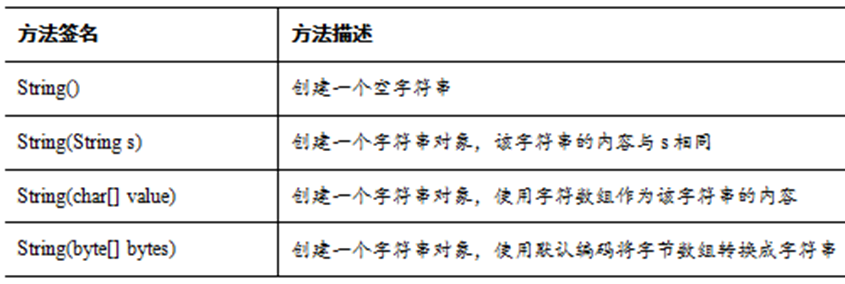 方法签名 方法描述
String() 创建一个空字符串
String(String s) 创建一个字符串对象，该字符串的内容与s相同
String(char[] value) 创建一个字符串对象，使用字符数组作为该字符串的内容
String(byte[] bytes) 创建一个字符串对象，使用默认编码将字节数组转换成字符串